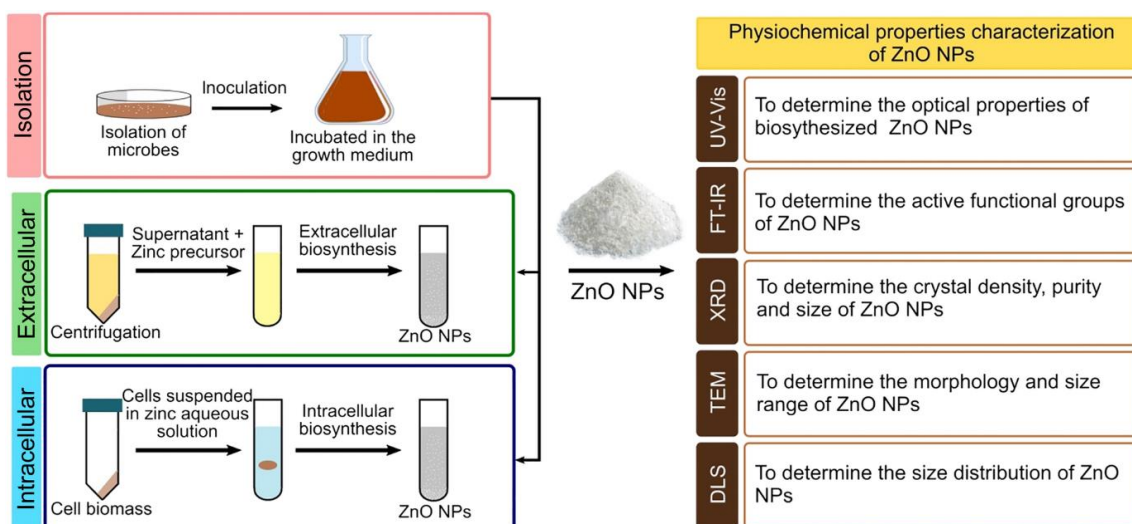 Isolation
Inoculation
Isolation of
microbes
Incubated in the
growth medium
Extracellular
Supernatant +
Zinc precursor
Extracellular
biosynthesis
Centrifugation
ZnO NPs
Intracellular
Cells suspended
in zinc aqueous
solution
Intracellular
biosynthesis
Cell biomass
ZnO NPs
ZnO NPs
Physiochemical properties characterization
of ZnO NPs
UV-Vis
To determine the optical properties of
biosythesized ZnO NPs
FT-IR
To determine the active functional groups
of ZnO NPs
XRD
To determine the crystal density, purity
and size of ZnO NPs
TEM
To determine the morphology and size
range of ZnO NPs
DLS
To determine the size distribution of ZnO
NPs